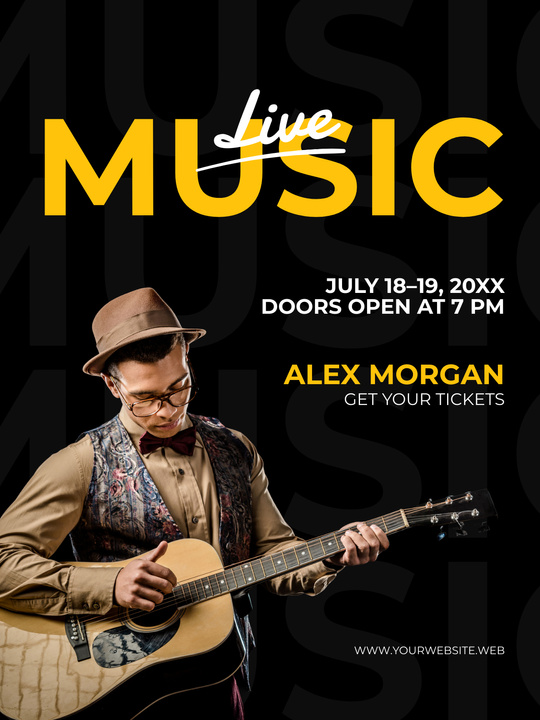 Live
MUSIC
JULY 18–19, 20XX
DOORS OPEN AT 7 PM
ALEX MORGAN
GET YOUR TICKETS
WWW.YOURWEBSITE.WEB